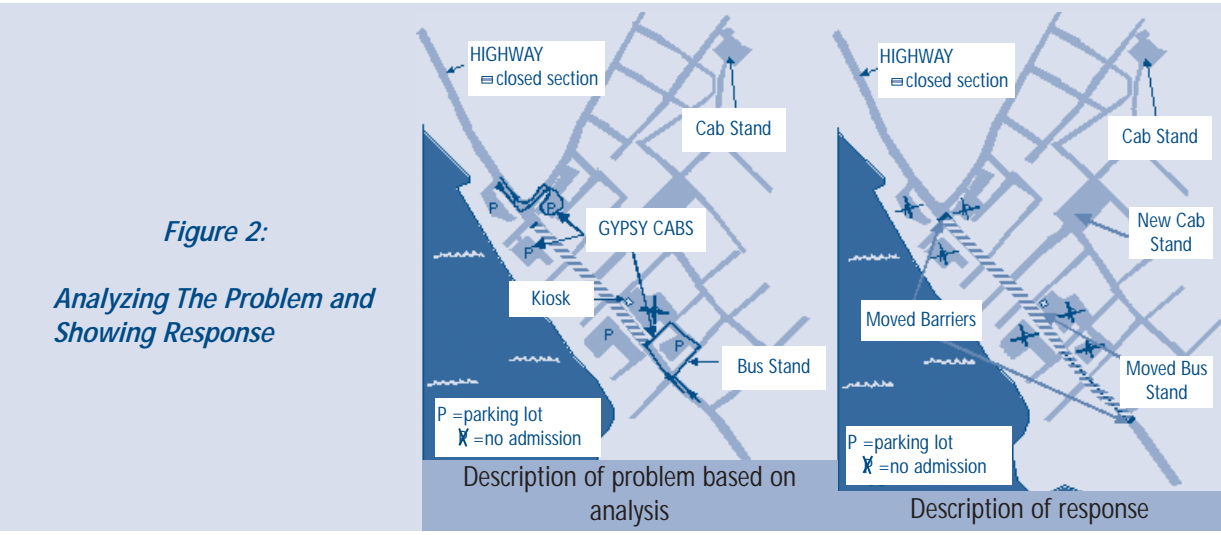 Figure 2:
Analyzing The Problem and
Showing Response
HIGHWAY
closed section
Cab Stand
P
P
GYPSY CABS
P
Kiosk
P
P
Bus Stand
P =parking lot
=no admission
Description of problem based on
analysis
HIGHWAY
closed section
Cab Stand
New Cab
Stand
Moved Barriers
Moved Bus
Stand
P =parking lot
=no admission
Description of response